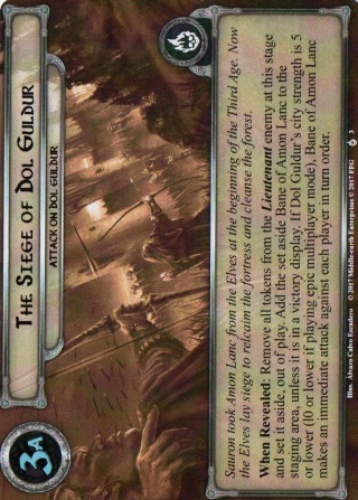 3A
THE SIEGE OF DOL GULDUR
ATTACK ON DOL GULDUR
Sauron took Amon Lanc from the Elves at the beginning of the Third Age. Now
the Elves lay siege to relcaim the fortress and cleanse the forest.
When Revealed: Remove all tokens from the Lieutenant enemy at this stage
and set it aside, out of play. Add the set aside Bane of Amon Lanc to the
staging area, unless it is in a victory display. If Dol Guldur's city strength is 5
or lower (10 or lower if playing epic multiplayer mode), Bane of Amon Lanc
makes an immediate attack against each player in turn order.
Illus. Álvaro Calvo Escudero © 2017 Middle-earth Enterprises © 2017 FFG 3